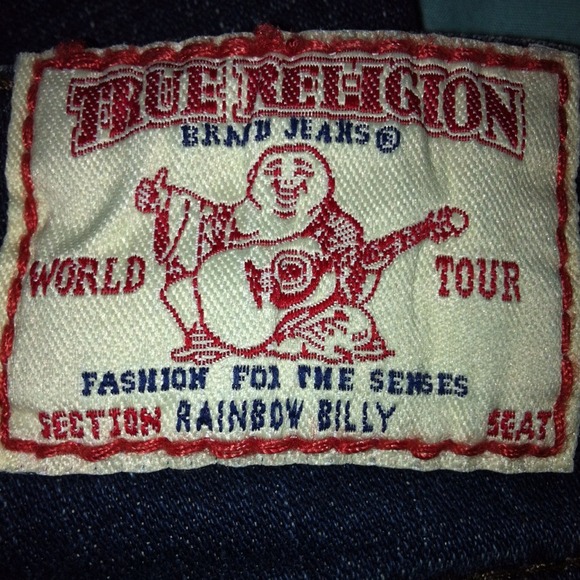 TRUE RELIGION
BRAND JEANS®
WORLD TOUR
FASHION FOR THE SENSES
SECTION RAINBOW BILLY SEAT